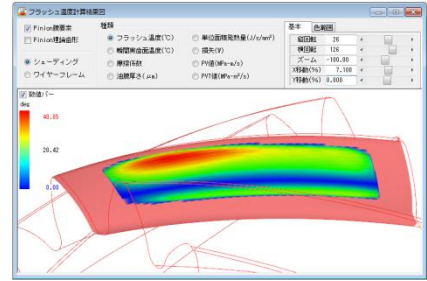 フラッシュ温度計算結果図
Pinion線要素
Pinion理論歯形
シェーディング
ワイヤーフレーム
種類
フラッシュ温度(℃)
瞬間歯面温度(℃)
摩擦係数
油膜厚さ(μm)
単位面積発熱量(J/s/mm²)
損失(W)
PV値(MPa・m/s)
PVT値(MPa・m²/s)
基本 色範囲
縦回転 26
横回転 126
ズーム -100.00
X移動(%) 7.100
Y移動(%) 0.000
数値バー
deg
40.85
20.42
0.00